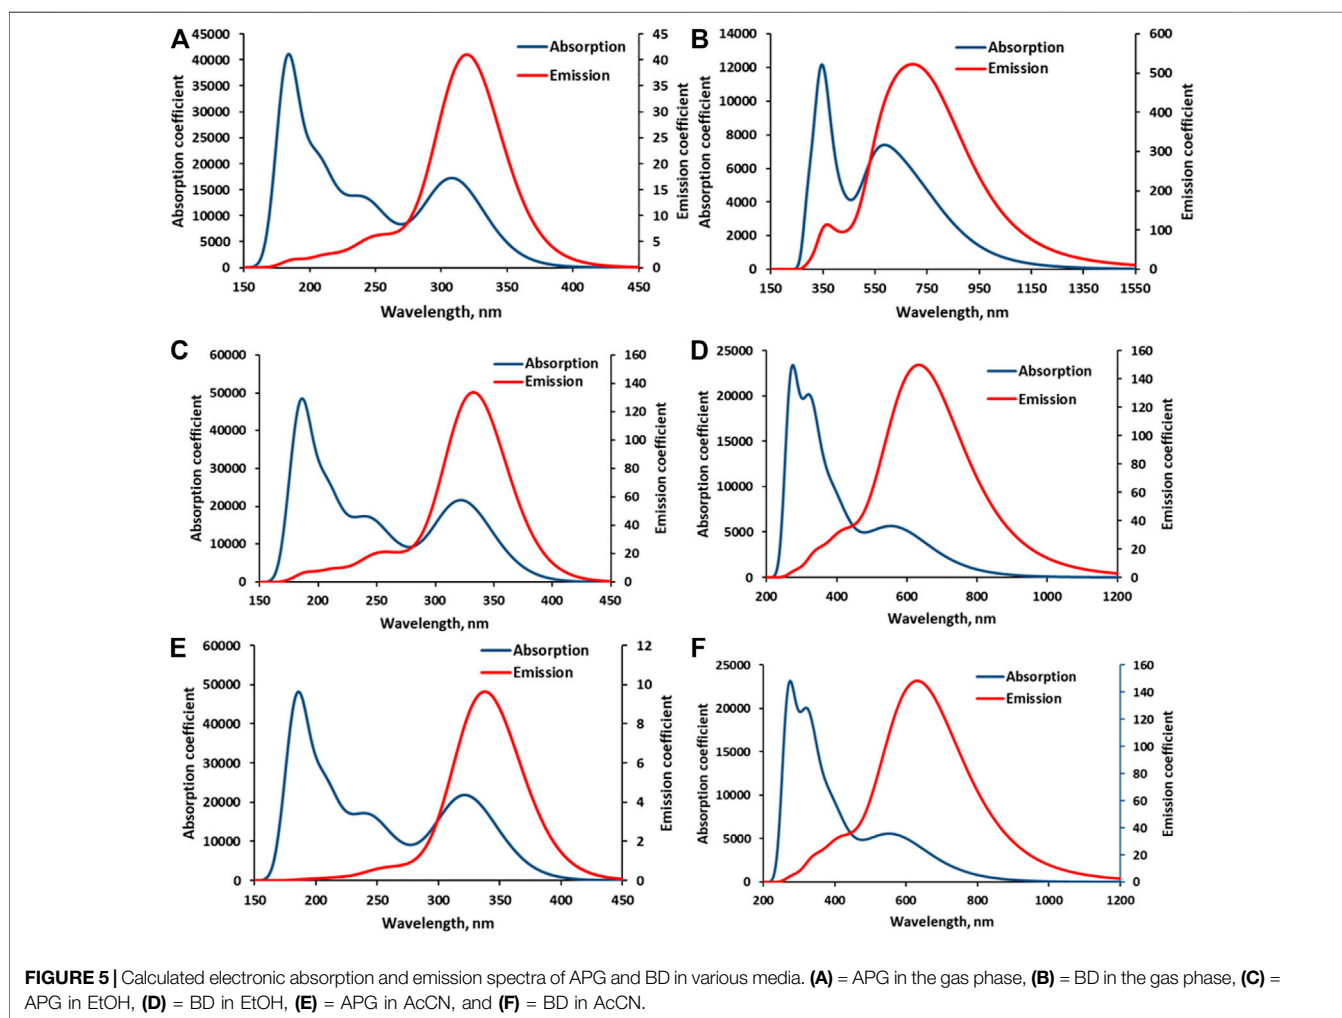 A
45000
40000
35000
30000
25000
20000
15000
10000
5000
0
Absorption coefficient
150 200 250 300 350 400 450
Wavelength, nm
45
40
35
30
25
20
15
10
5
0
Emission coefficient
Absorption
Emission
B
14000
12000
10000
8000
6000
4000
2000
0
Absorption coefficient
150 350 550 750 950 1150 1350 1550
Wavelength, nm
600
500
400
300
200
100
0
Emission coefficient
Absorption
Emission
C
60000
50000
40000
30000
20000
10000
0
Absorption coefficient
150 200 250 300 350 400 450
Wavelength, nm
160
140
120
100
80
60
40
20
0
Emission coefficient
Absorption
Emission
D
25000
20000
15000
10000
5000
0
Absorption coefficient
200 400 600 800 1000 1200
Wavelength, nm
160
140
120
100
80
60
40
20
0
Emission coefficient
Absorption
Emission
E
60000
50000
40000
30000
20000
10000
0
Absorption coefficient
150 200 250 300 350 400 450
Wavelength, nm
12
10
8
6
4
2
0
Emission coefficient
Absorption
Emission
F
25000
20000
15000
10000
5000
0
Absorption coefficient
200 400 600 800 1000 1200
Wavelength, nm
160
140
120
100
80
60
40
20
0
Emission coefficient
Absorption
Emission
FIGURE 5 | Calculated electronic absorption and emission spectra of APG and BD in various media. (A) = APG in the gas phase, (B) = BD in the gas phase, (C) =
APG in EtOH, (D) = BD in EtOH, (E) = APG in AcCN, and (F) = BD in AcCN.